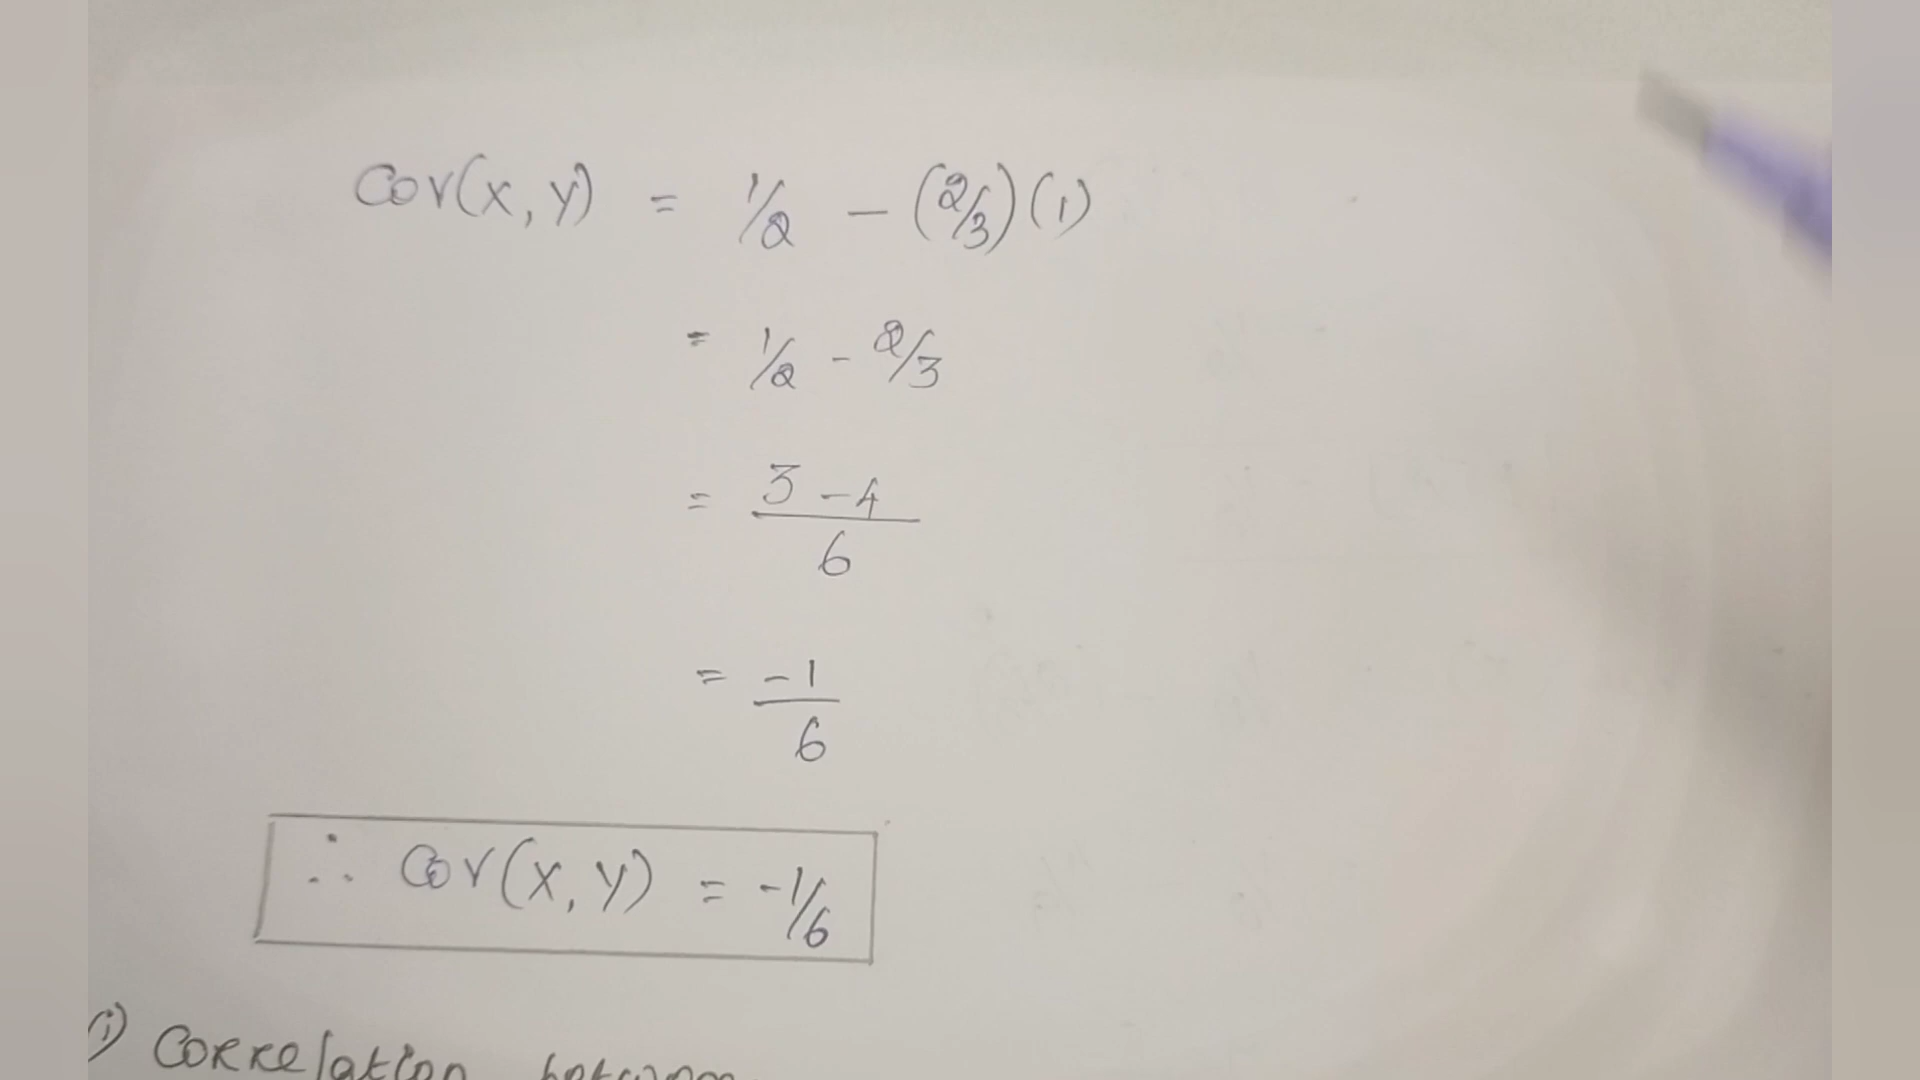 Cov(X, Y) = 1/2 - (2/3)(1)
= 1/2 - 2/3
= 3 - 4 / 6
= -1 / 6
∴ Cov(X, Y) = -1/6
i) Correlation between